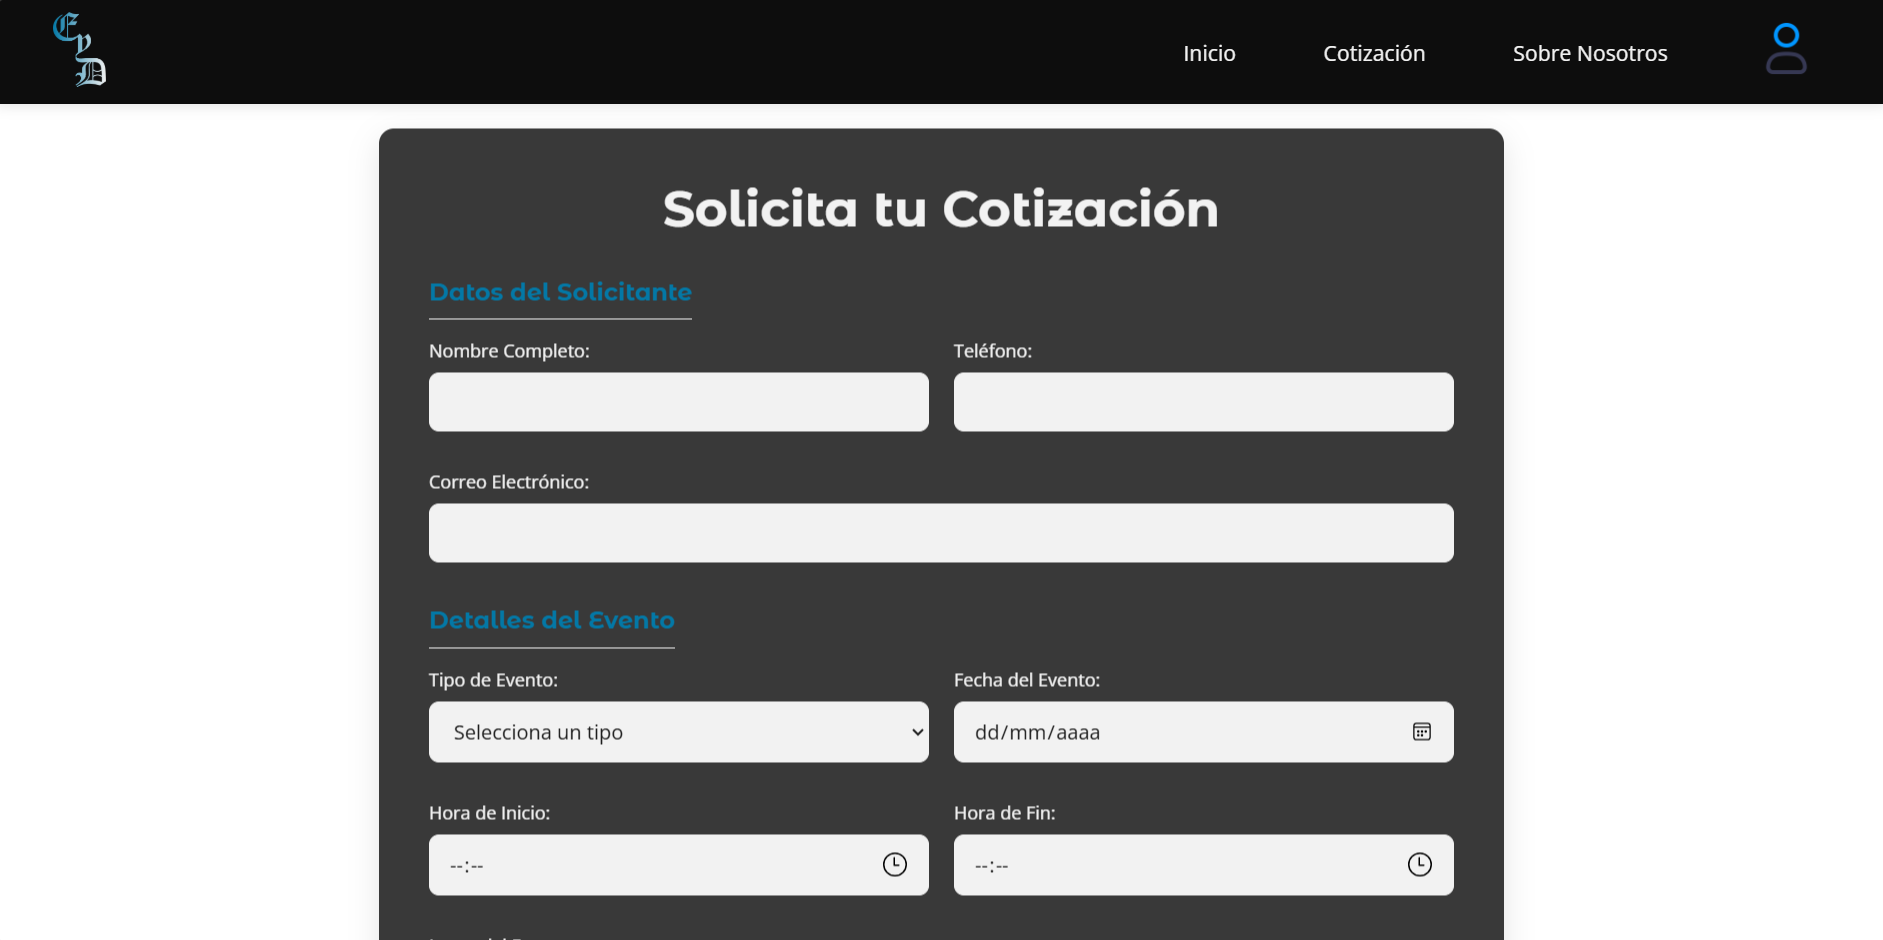 EyD
Inicio
Cotización
Sobre Nosotros
Solicita tu Cotización
Datos del Solicitante
Nombre Completo:
Teléfono:
Correo Electrónico:
Detalles del Evento
Tipo de Evento:
Fecha del Evento:
Selecciona un tipo
dd/mm/aaaa
Hora de Inicio:
Hora de Fin:
--:--
--:--